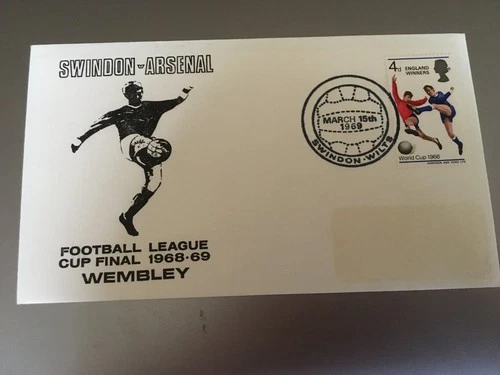 SWINDON-ARSENAL
FOOTBALL LEAGUE
CUP FINAL 1968·69
WEMBLEY
MARCH 15th
1969
SWINDON·WILTS
4d ENGLAND
WINNERS
World Cup 1966